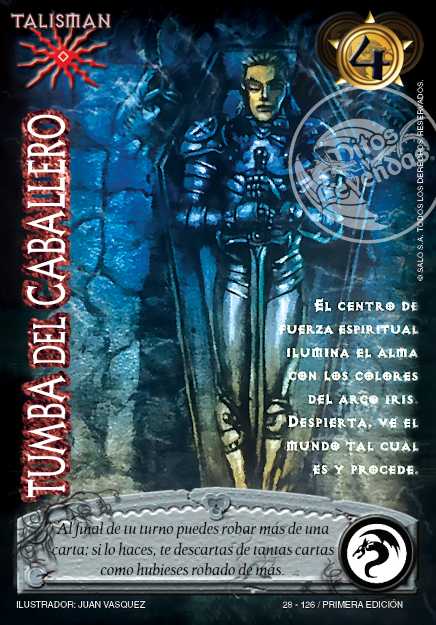 TALISMAN
4
TUMBA DEL CABALLERO
Mitos y Leyendas
© SALO S.A. TODOS LOS DERECHOS RESERVADOS.
EL CENTRO DE
FUERZA ESPIRITUAL
ILUMINA EL ALMA
CON LOS COLORES
DEL ARCO IRIS.
DESPIERTA, VE EL
MUNDO TAL CUAL
ES Y PROCEDE.
Al final de tu turno puedes robar más de una
carta; si lo haces, te descartas de tantas cartas
como hubieses robado de más.
ILUSTRADOR: JUAN VASQUEZ
28 - 126 / PRIMERA EDICIÓN